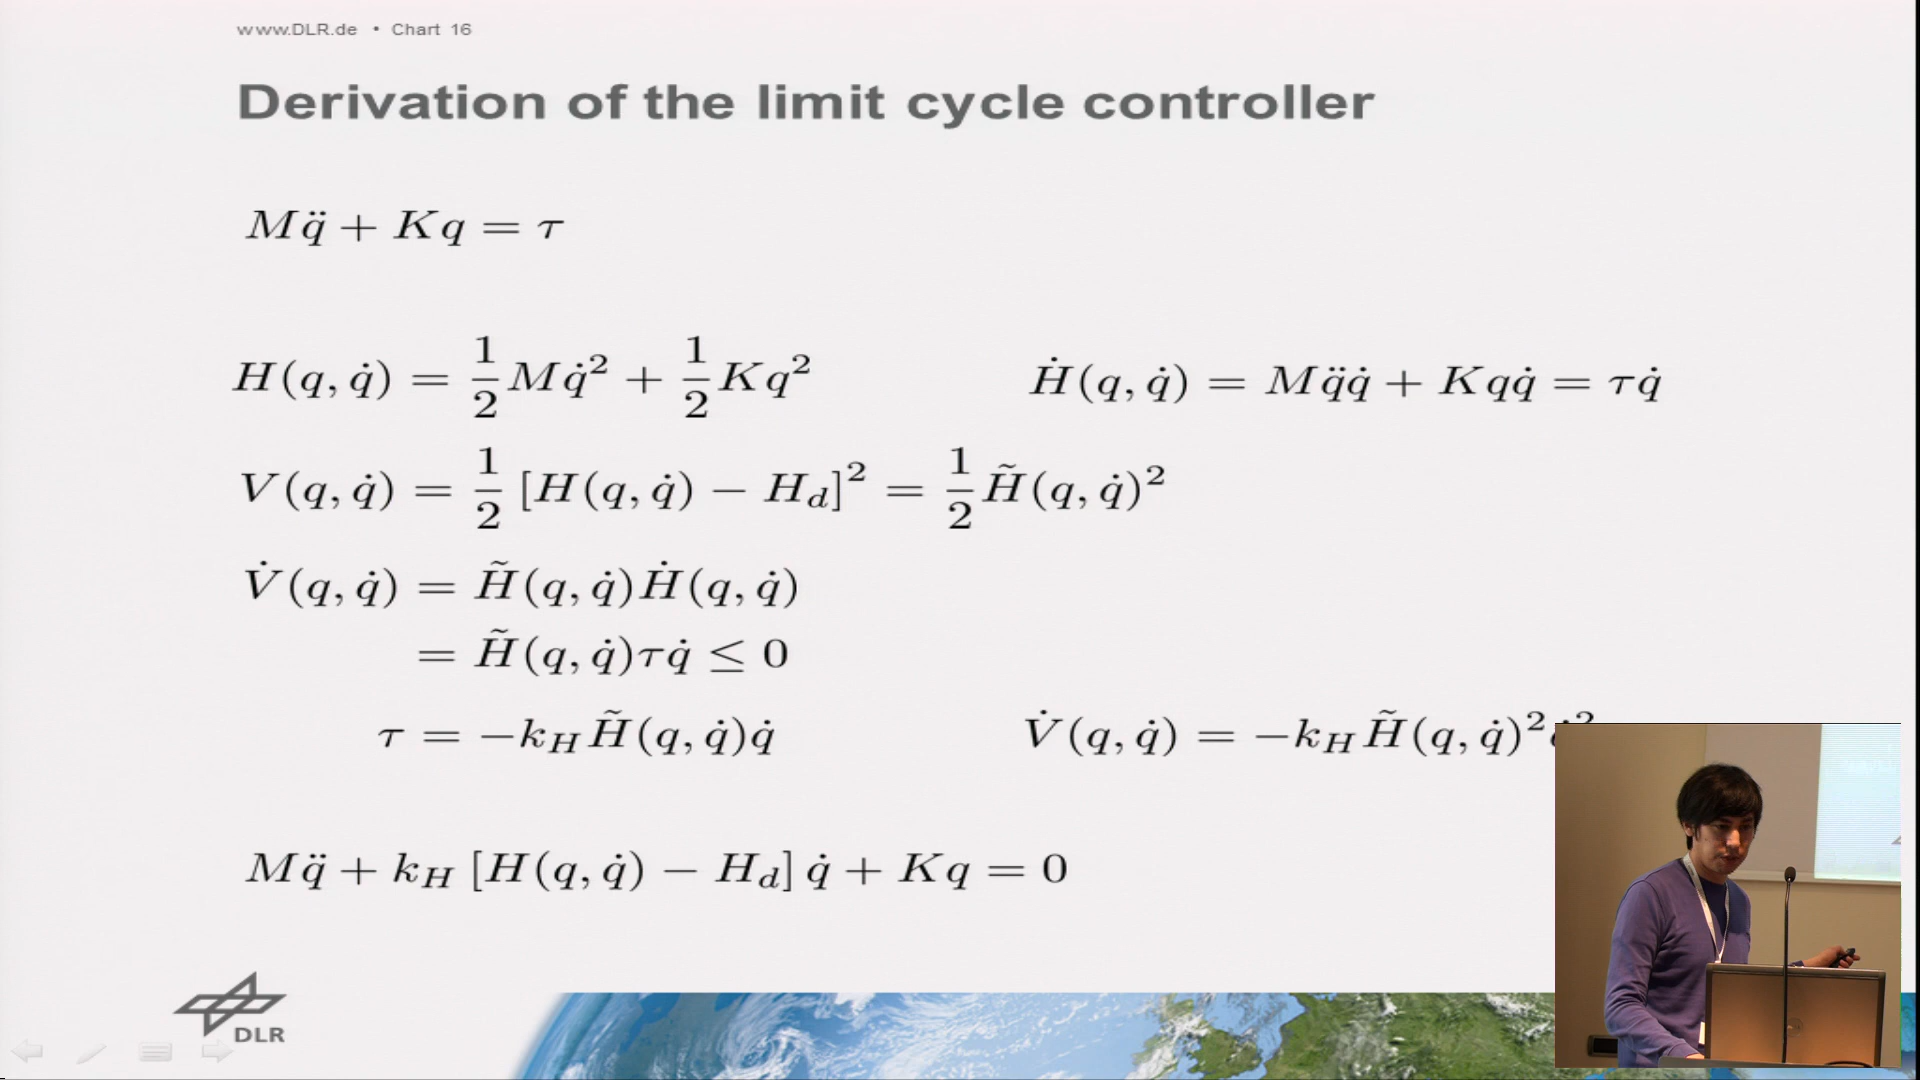 www.DLR.de • Chart 16
Derivation of the limit cycle controller
Mq̈ + Kq = τ
H(q, q̇) = 1/2 Mq̇² + 1/2 Kq²
Ḣ(q, q̇) = Mq̈q̇ + Kqq̇ = τq̇
V(q, q̇) = 1/2 [H(q, q̇) − H_d]² = 1/2 H̃(q, q̇)²
V̇(q, q̇) = H̃(q, q̇)Ḣ(q, q̇)
= H̃(q, q̇)τq̇ ≤ 0
τ = −k_H H̃(q, q̇)q̇
V̇(q, q̇) = −k_H H̃(q, q̇)²
Mq̈ + k_H [H(q, q̇) − H_d] q̇ + Kq = 0
DLR